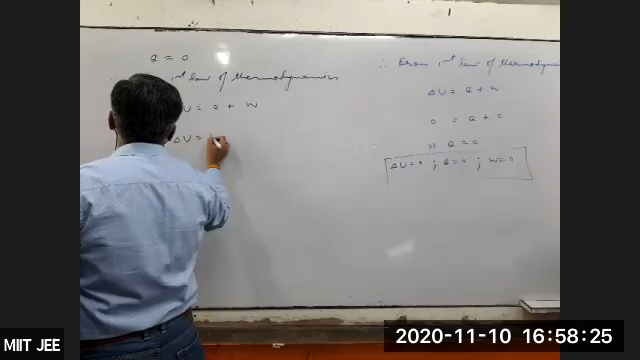 Q = 0
1st law of thermodynamics
U = 0 + W
ΔU =
∴ From 1st law of thermodynamics
ΔU = Q + W
0 = Q + 0
⇒ Q = 0
ΔU=0 ; Q=0 ; W=0
MIIT JEE
2020-11-10 16:58:25